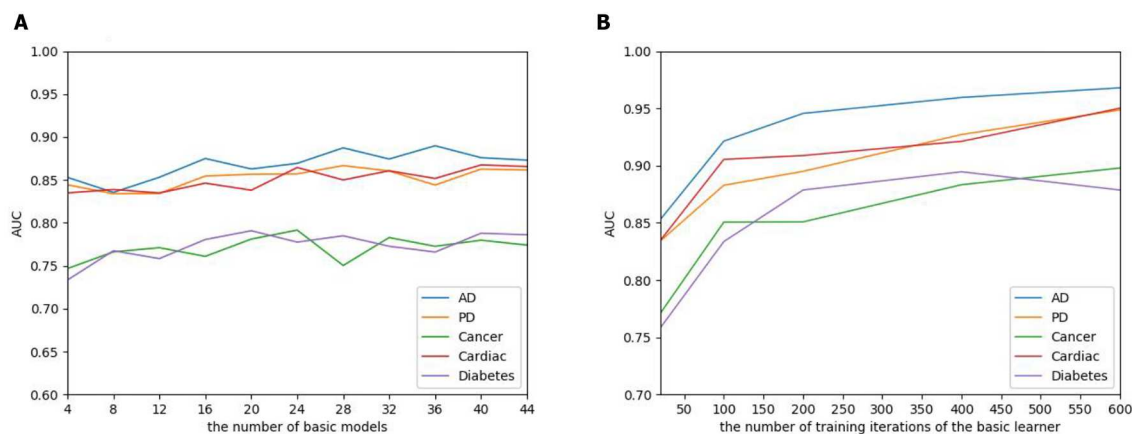 A
B
1.00
0.95
0.90
0.85
0.80
0.75
0.70
0.65
0.60
AUC
4 8 12 16 20 24 28 32 36 40 44
the number of basic models
AD
PD
Cancer
Cardiac
Diabetes
1.00
0.95
0.90
0.85
0.80
0.75
0.70
AUC
50 100 150 200 250 300 350 400 450 500 550 600
the number of training iterations of the basic learner
AD
PD
Cancer
Cardiac
Diabetes